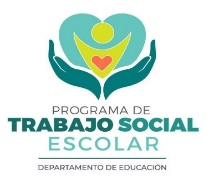 PROGRAMA DE
TRABAJO SOCIAL
ESCOLAR
DEPARTAMENTO DE EDUCACIÓN